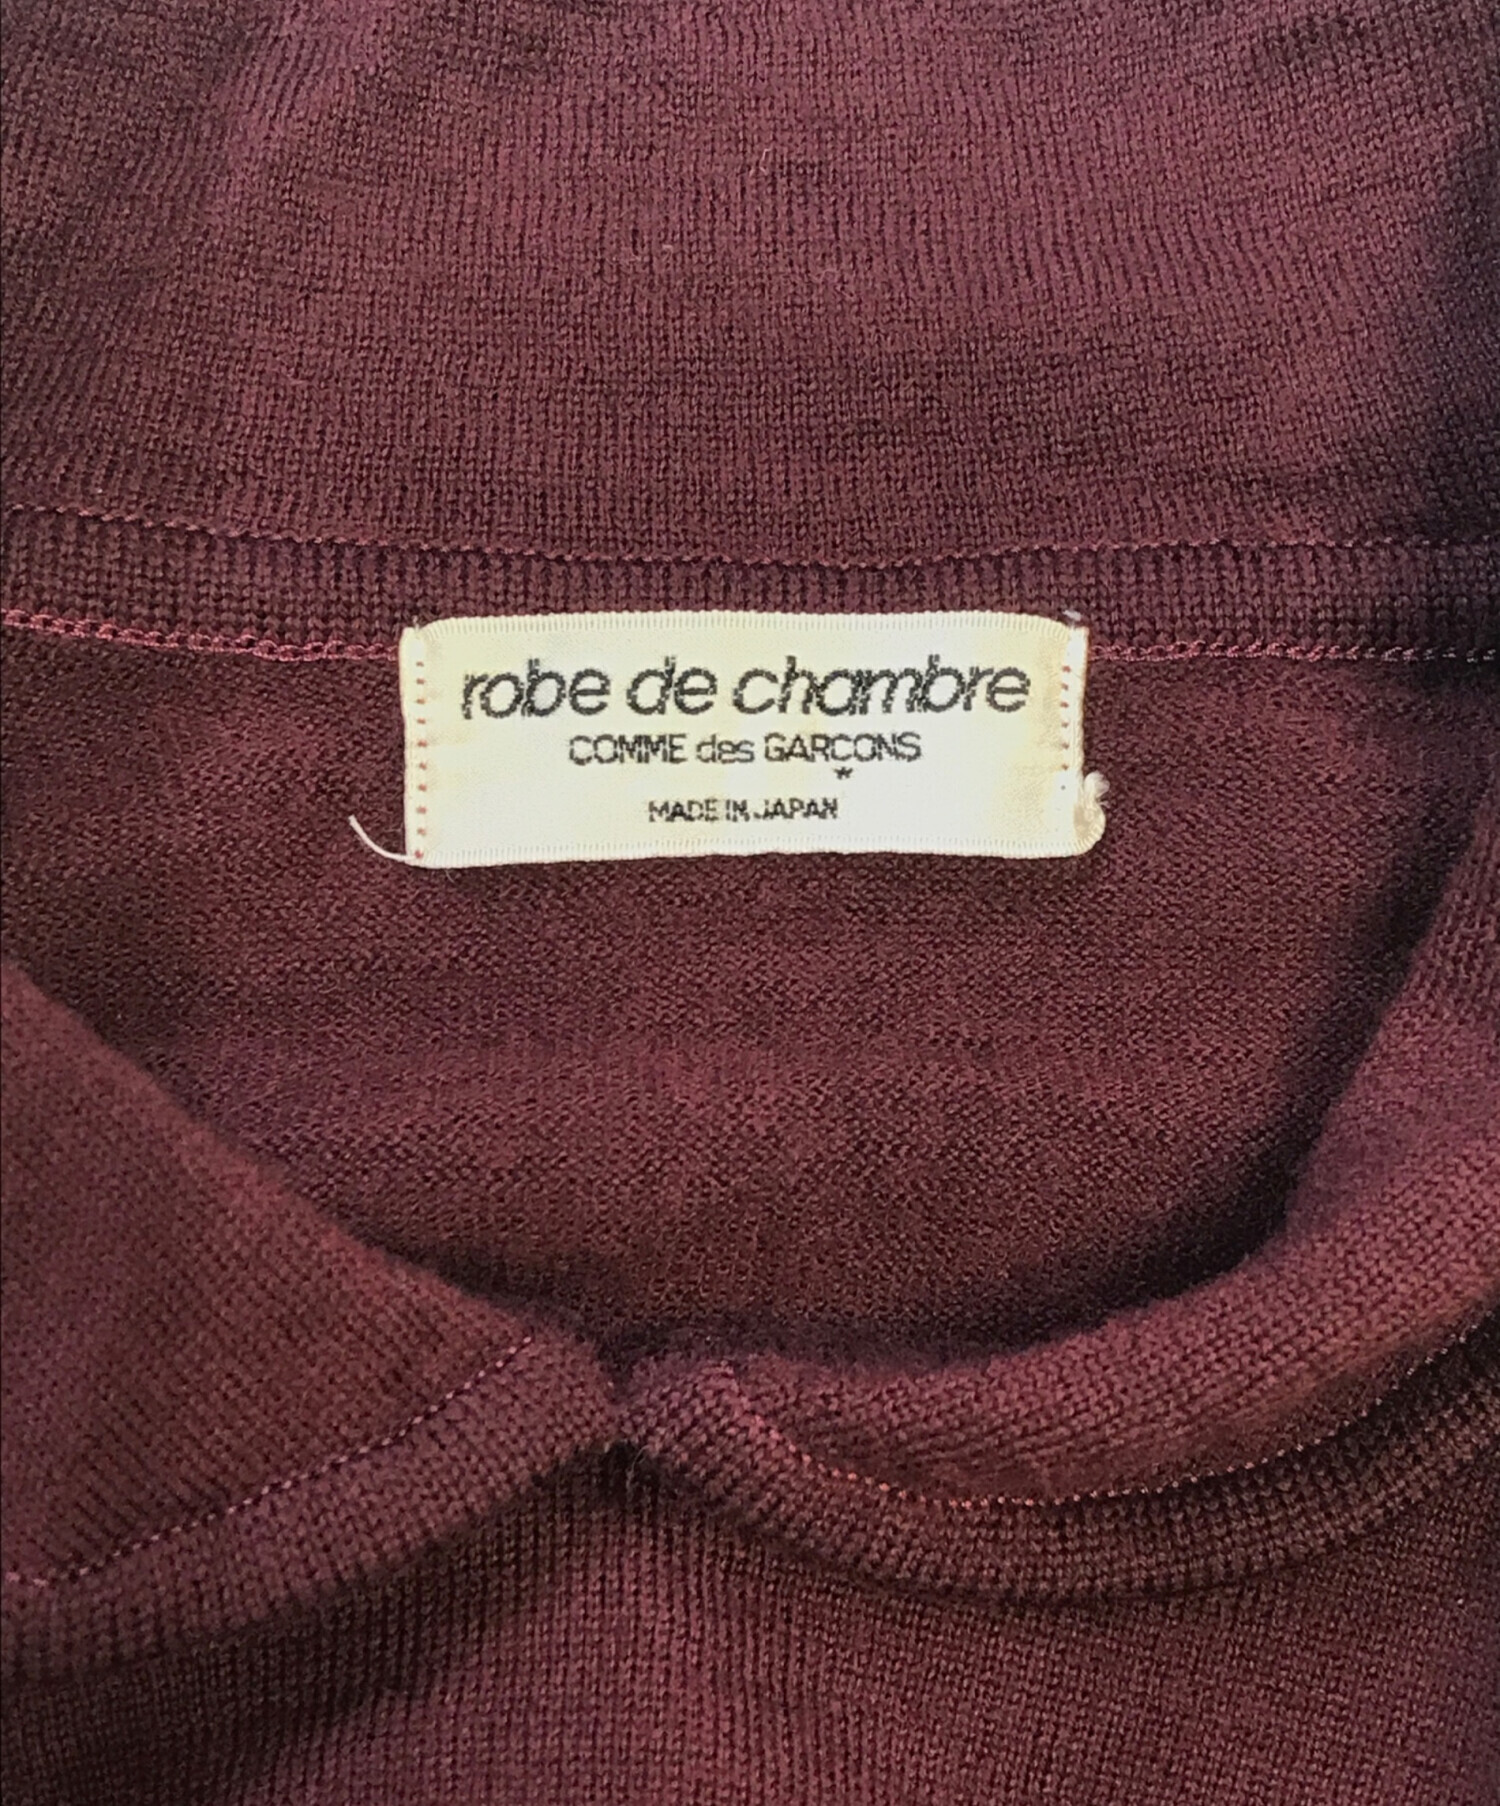 robe de chambre
COMME des GARCONS
*
MADE IN JAPAN